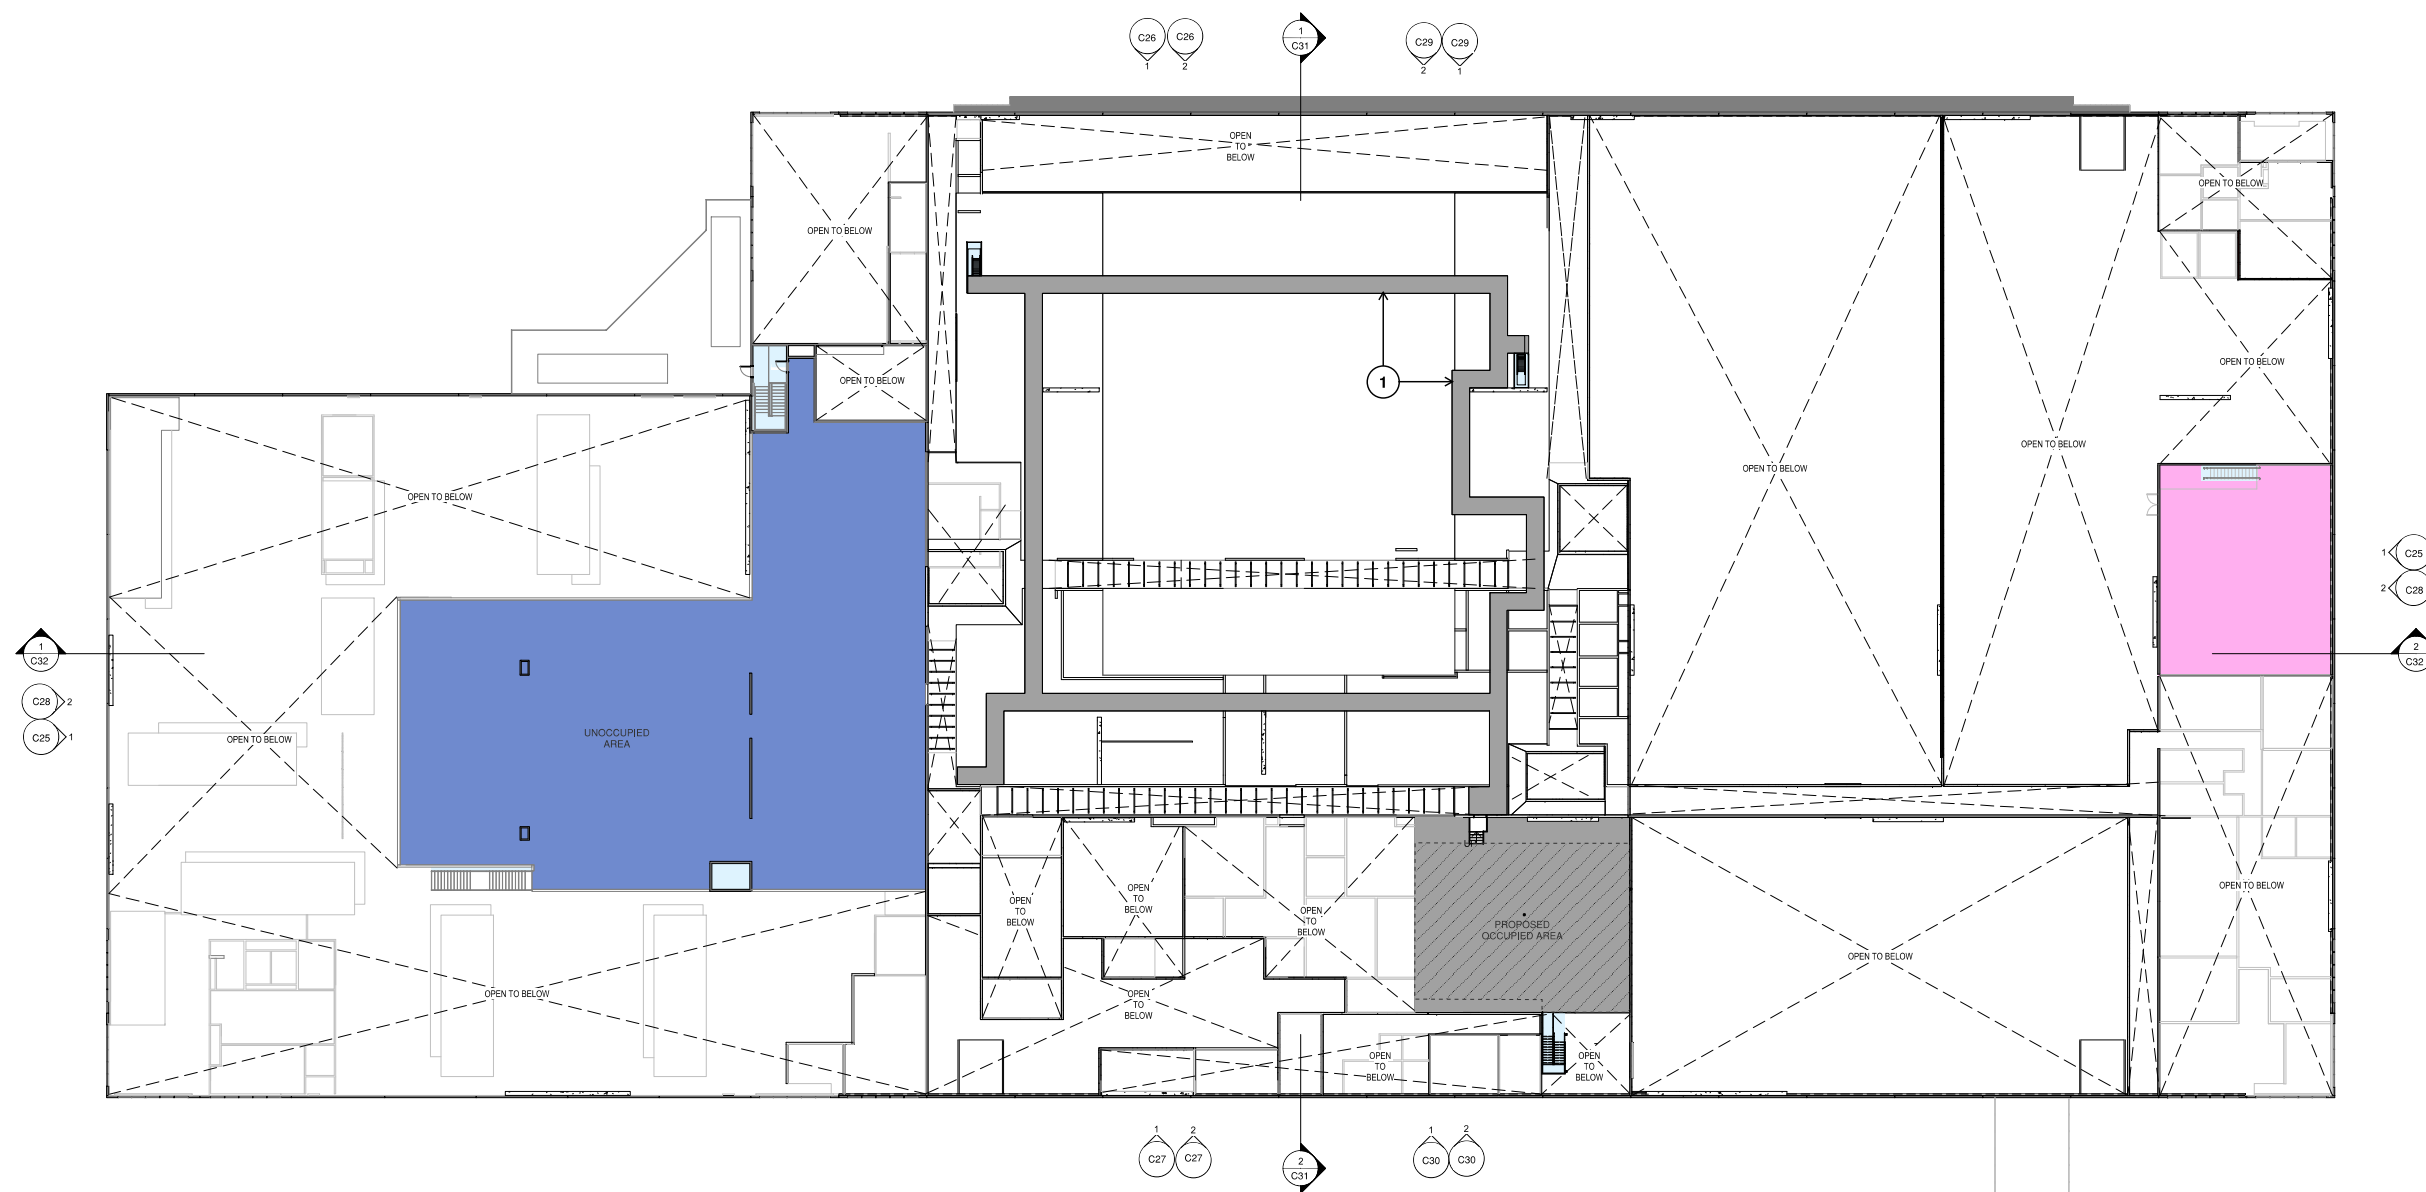 C26
C26
1
C31
C29
C29
1
2
2
1
OPEN
TO
BELOW
OPEN TO BELOW
OPEN TO BELOW
OPEN TO BELOW
OPEN TO BELOW
1
OPEN TO BELOW
OPEN TO BELOW
OPEN TO BELOW
1
C25
2
C28
2
C32
1
C32
C28
2
C25
1
OPEN TO BELOW
UNOCCUPIED
AREA
OPEN
TO
BELOW
OPEN
TO
BELOW
OPEN
TO
BELOW
PROPOSED
OCCUPIED AREA
OPEN TO BELOW
OPEN TO BELOW
OPEN TO BELOW
OPEN
TO
BELOW
OPEN
TO
BELOW
OPEN
TO
BELOW
1
2
C27
C27
2
C31
1
2
C30
C30